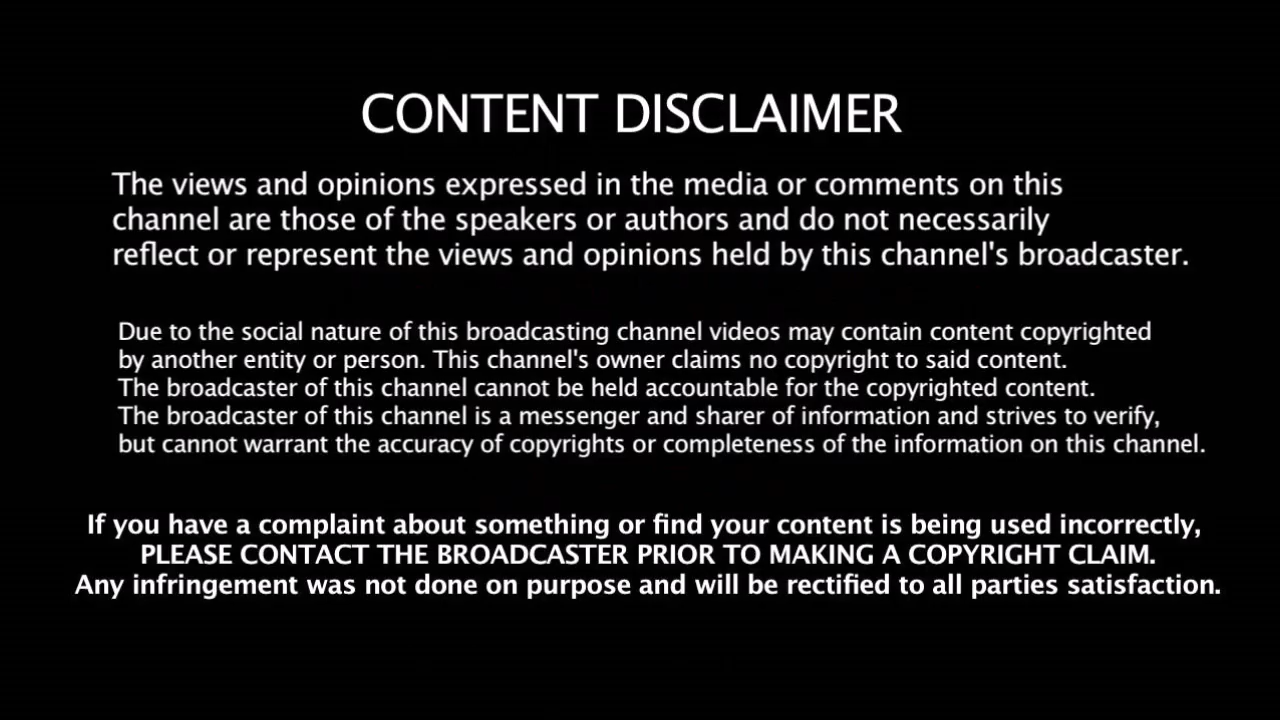 CONTENT DISCLAIMER
The views and opinions expressed in the media or comments on this
channel are those of the speakers or authors and do not necessarily
reflect or represent the views and opinions held by this channel's broadcaster.
Due to the social nature of this broadcasting channel videos may contain content copyrighted
by another entity or person. This channel's owner claims no copyright to said content.
The broadcaster of this channel cannot be held accountable for the copyrighted content.
The broadcaster of this channel is a messenger and sharer of information and strives to verify,
but cannot warrant the accuracy of copyrights or completeness of the information on this channel.
If you have a complaint about something or find your content is being used incorrectly,
PLEASE CONTACT THE BROADCASTER PRIOR TO MAKING A COPYRIGHT CLAIM.
Any infringement was not done on purpose and will be rectified to all parties satisfaction.